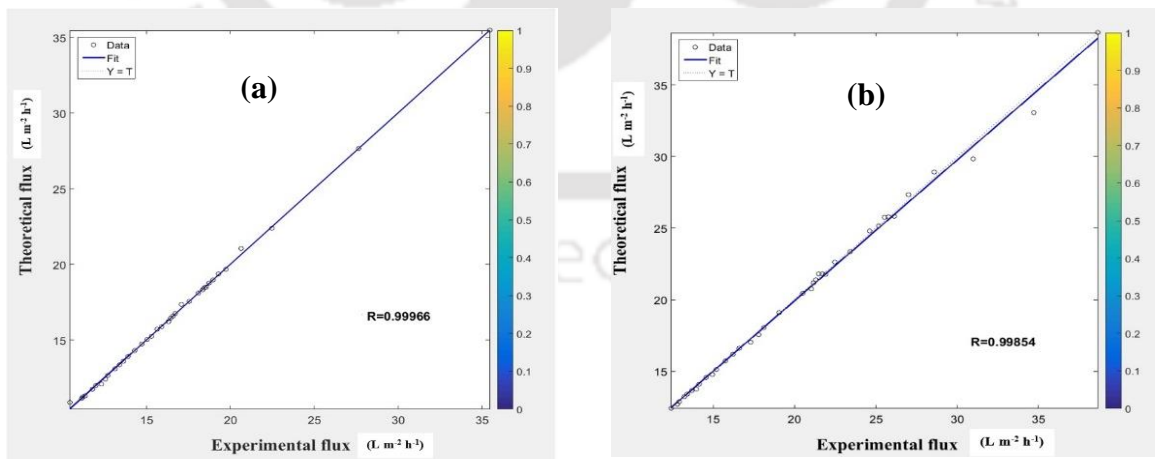 (a)
Data
Fit
Y = T
35
30
25
20
15
15 20 25 30 35
Theoretical flux (L m⁻² h⁻¹)
Experimental flux (L m⁻² h⁻¹)
R=0.99966
1
0.9
0.8
0.7
0.6
0.5
0.4
0.3
0.2
0.1
0
(b)
Data
Fit
Y = T
35
30
25
20
15
15 20 25 30 35
Theoretical flux (L m⁻² h⁻¹)
Experimental flux (L m⁻² h⁻¹)
R=0.99854
1
0.9
0.8
0.7
0.6
0.5
0.4
0.3
0.2
0.1
0